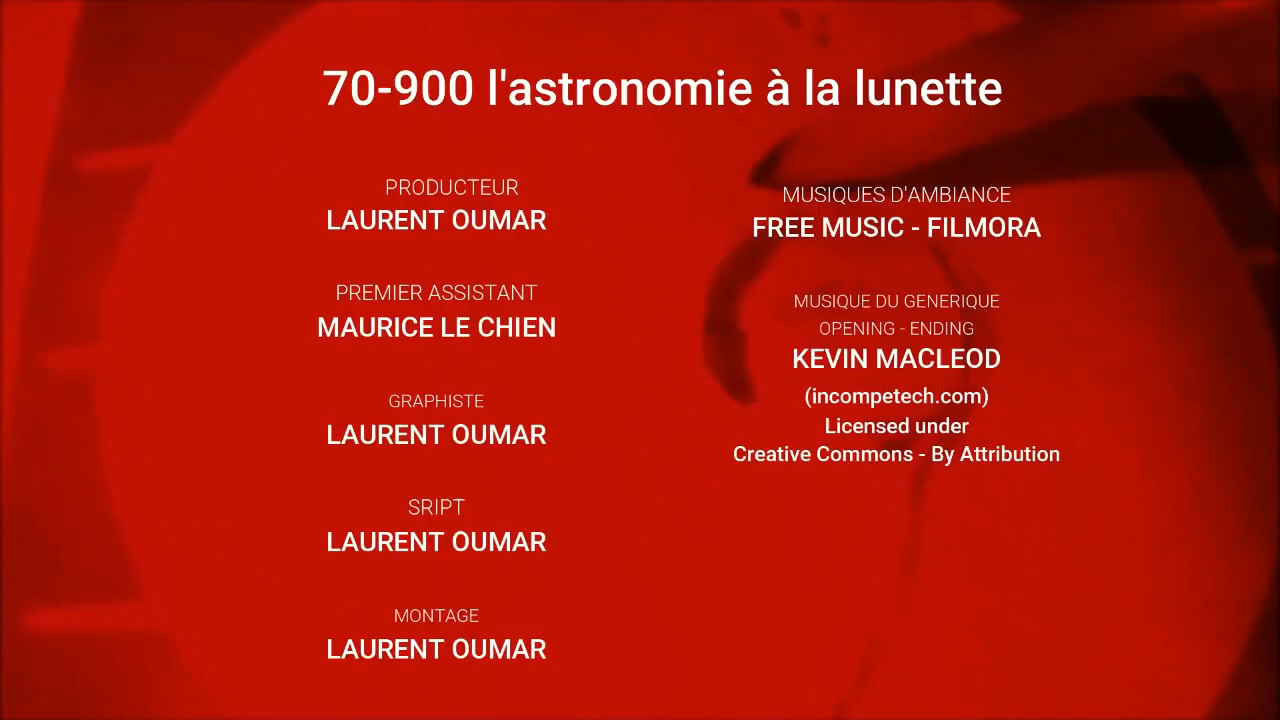 70-900 l'astronomie à la lunette
PRODUCTEUR
LAURENT OUMAR
PREMIER ASSISTANT
MAURICE LE CHIEN
GRAPHISTE
LAURENT OUMAR
SRIPT
LAURENT OUMAR
MONTAGE
LAURENT OUMAR
MUSIQUES D'AMBIANCE
FREE MUSIC - FILMORA
MUSIQUE DU GENERIQUE
OPENING - ENDING
KEVIN MACLEOD
(incompetech.com)
Licensed under
Creative Commons - By Attribution